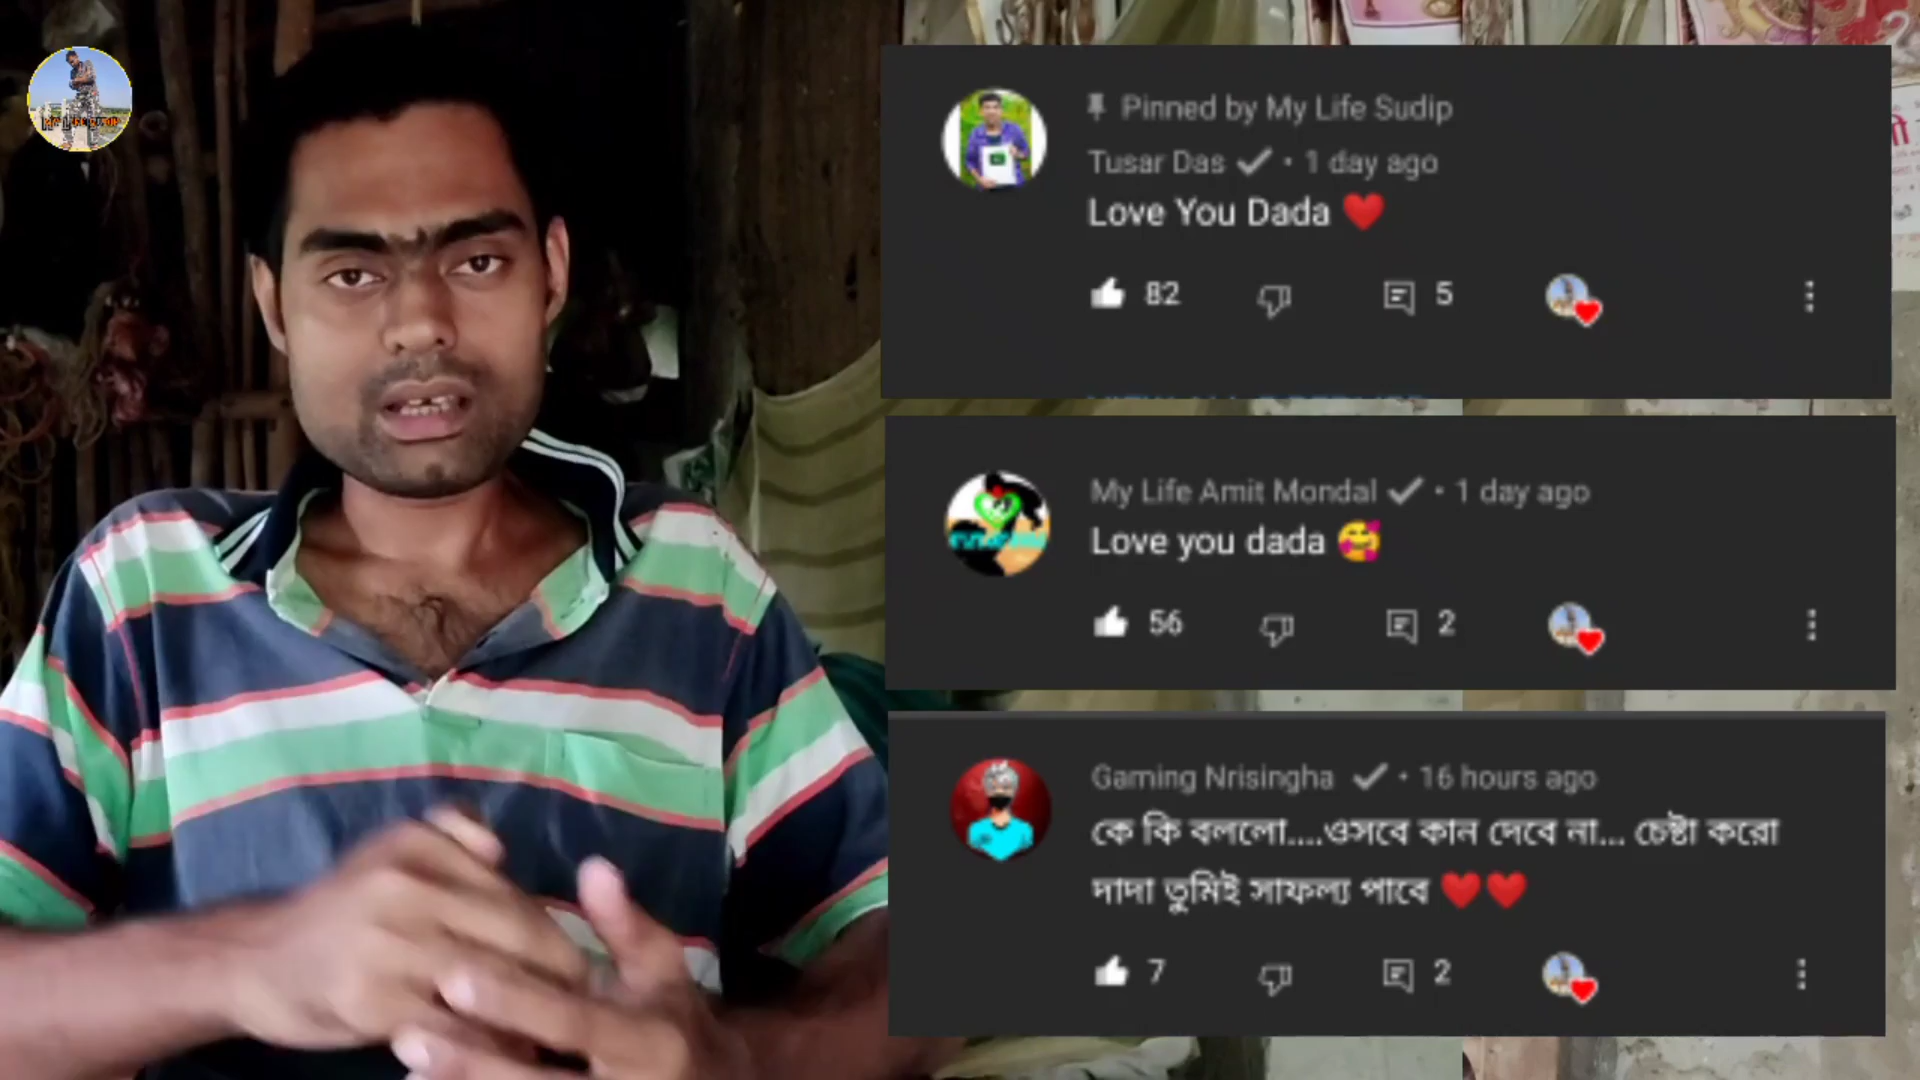 Pinned by My Life Sudip
Tusar Das ✔ • 1 day ago
Love You Dada ❤️
82 5
My Life Amit Mondal ✔ • 1 day ago
Love you dada 🥰
56 2
Gaming Nrisingha ✔ • 16 hours ago
কে কি বললো....ওসবে কান দেবে না... চেষ্টা করো
দাদা তুমিই সাফল্য পাবে ❤️❤️
7 2